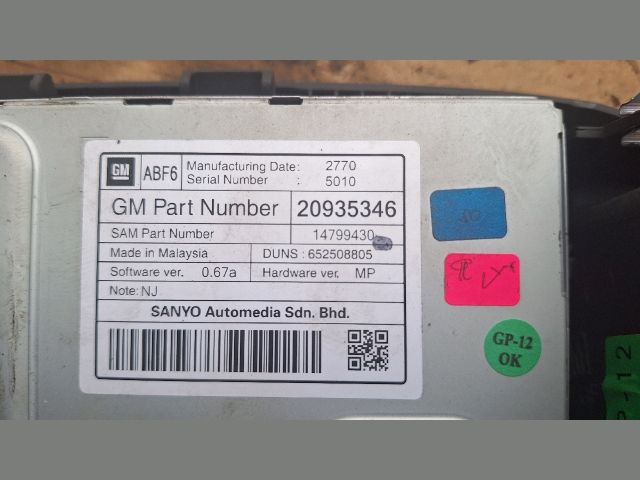 GM
ABF6
Manufacturing Date: 2770
Serial Number : 5010
GM Part Number 20935346
SAM Part Number 14799430
Made in Malaysia DUNS : 652508805
Software ver. 0.67a Hardware ver. MP
Note: NJ
SANYO Automedia Sdn. Bhd.
GP-12
OK
P-12